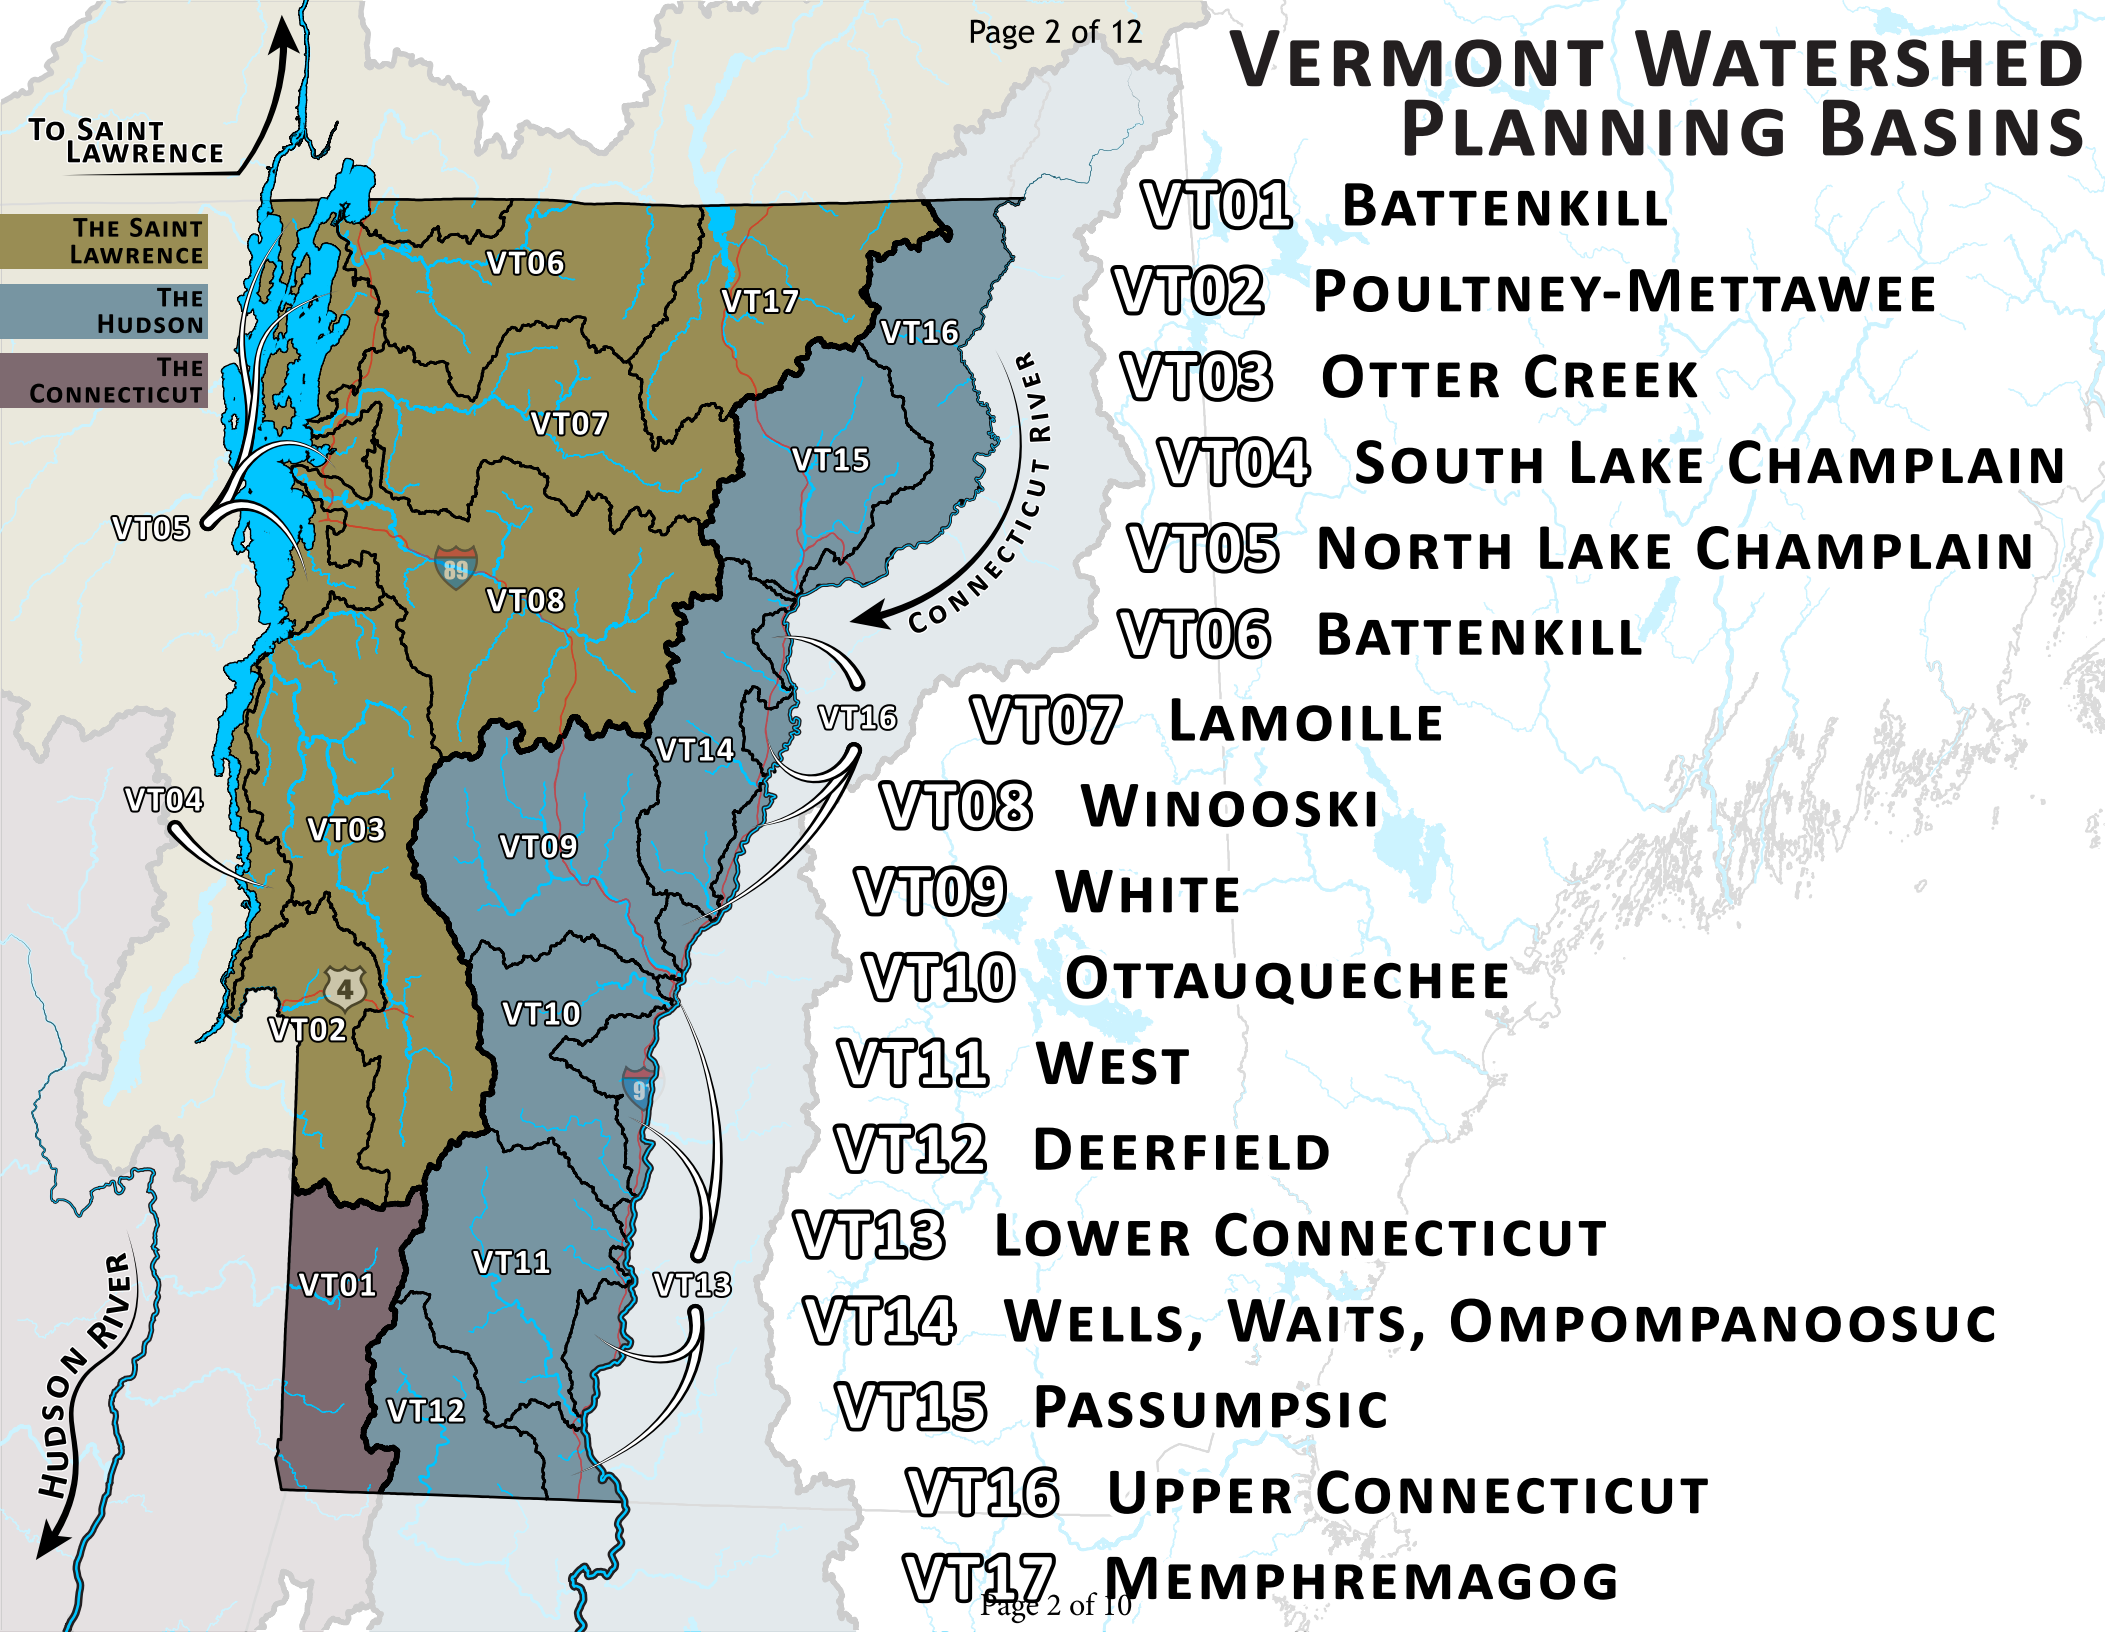 Page 2 of 12
VERMONT WATERSHED
PLANNING BASINS
TO SAINT
LAWRENCE
THE SAINT
LAWRENCE
THE
HUDSON
THE
CONNECTICUT
VT01 BATTENKILL
VT02 POULTNEY-METTAWEE
VT03 OTTER CREEK
VT04 SOUTH LAKE CHAMPLAIN
VT05 NORTH LAKE CHAMPLAIN
VT06 BATTENKILL
VT07 LAMOILLE
VT08 WINOOSKI
VT09 WHITE
VT10 OTTAUQUECHEE
VT11 WEST
VT12 DEERFIELD
VT13 LOWER CONNECTICUT
VT14 WELLS, WAITS, OMPOMPANOOSUC
VT15 PASSUMPSIC
VT16 UPPER CONNECTICUT
VT17 MEMPHREMAGOG
VT06
VT17
VT16
VT07
VT15
CONNECTICUT RIVER
VT05
89
VT08
VT16
VT14
VT04
VT03
VT09
4
VT02
VT10
91
VT11
VT01
VT13
HUDSON RIVER
VT12
Page 2 of 10